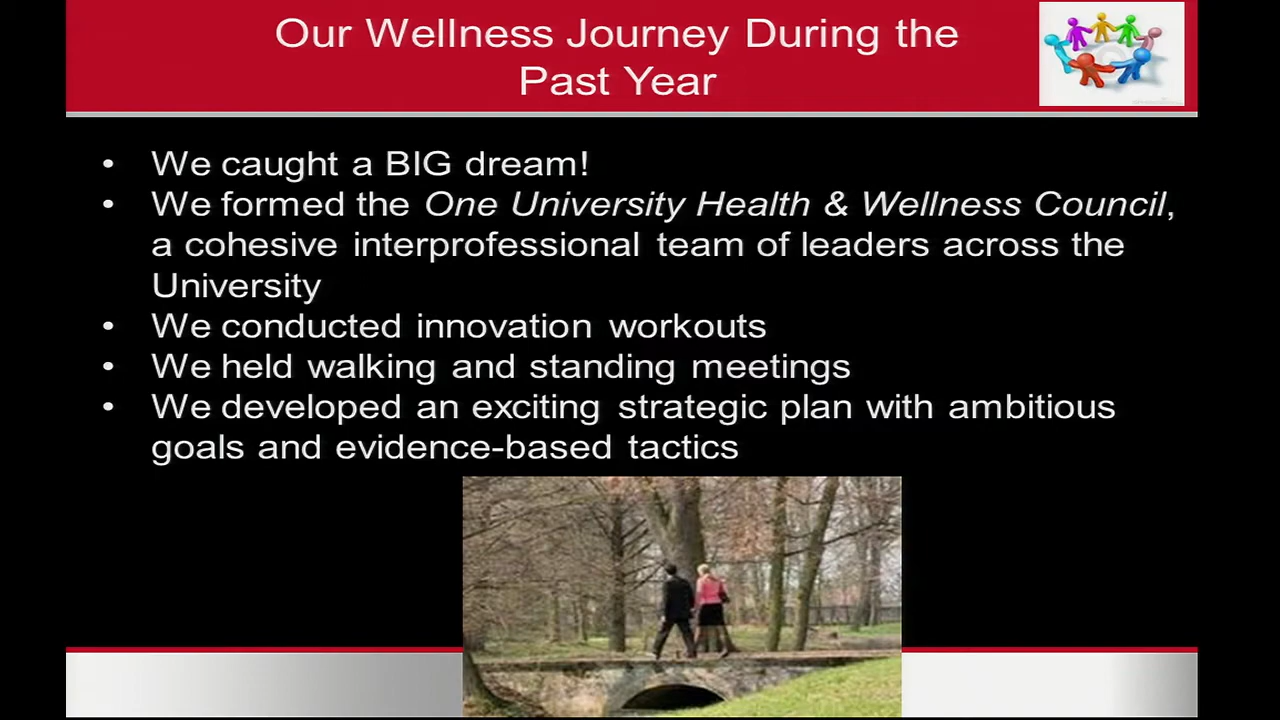 Our Wellness Journey During the
Past Year
• We caught a BIG dream!
• We formed the One University Health & Wellness Council,
a cohesive interprofessional team of leaders across the
University
• We conducted innovation workouts
• We held walking and standing meetings
• We developed an exciting strategic plan with ambitious
goals and evidence-based tactics